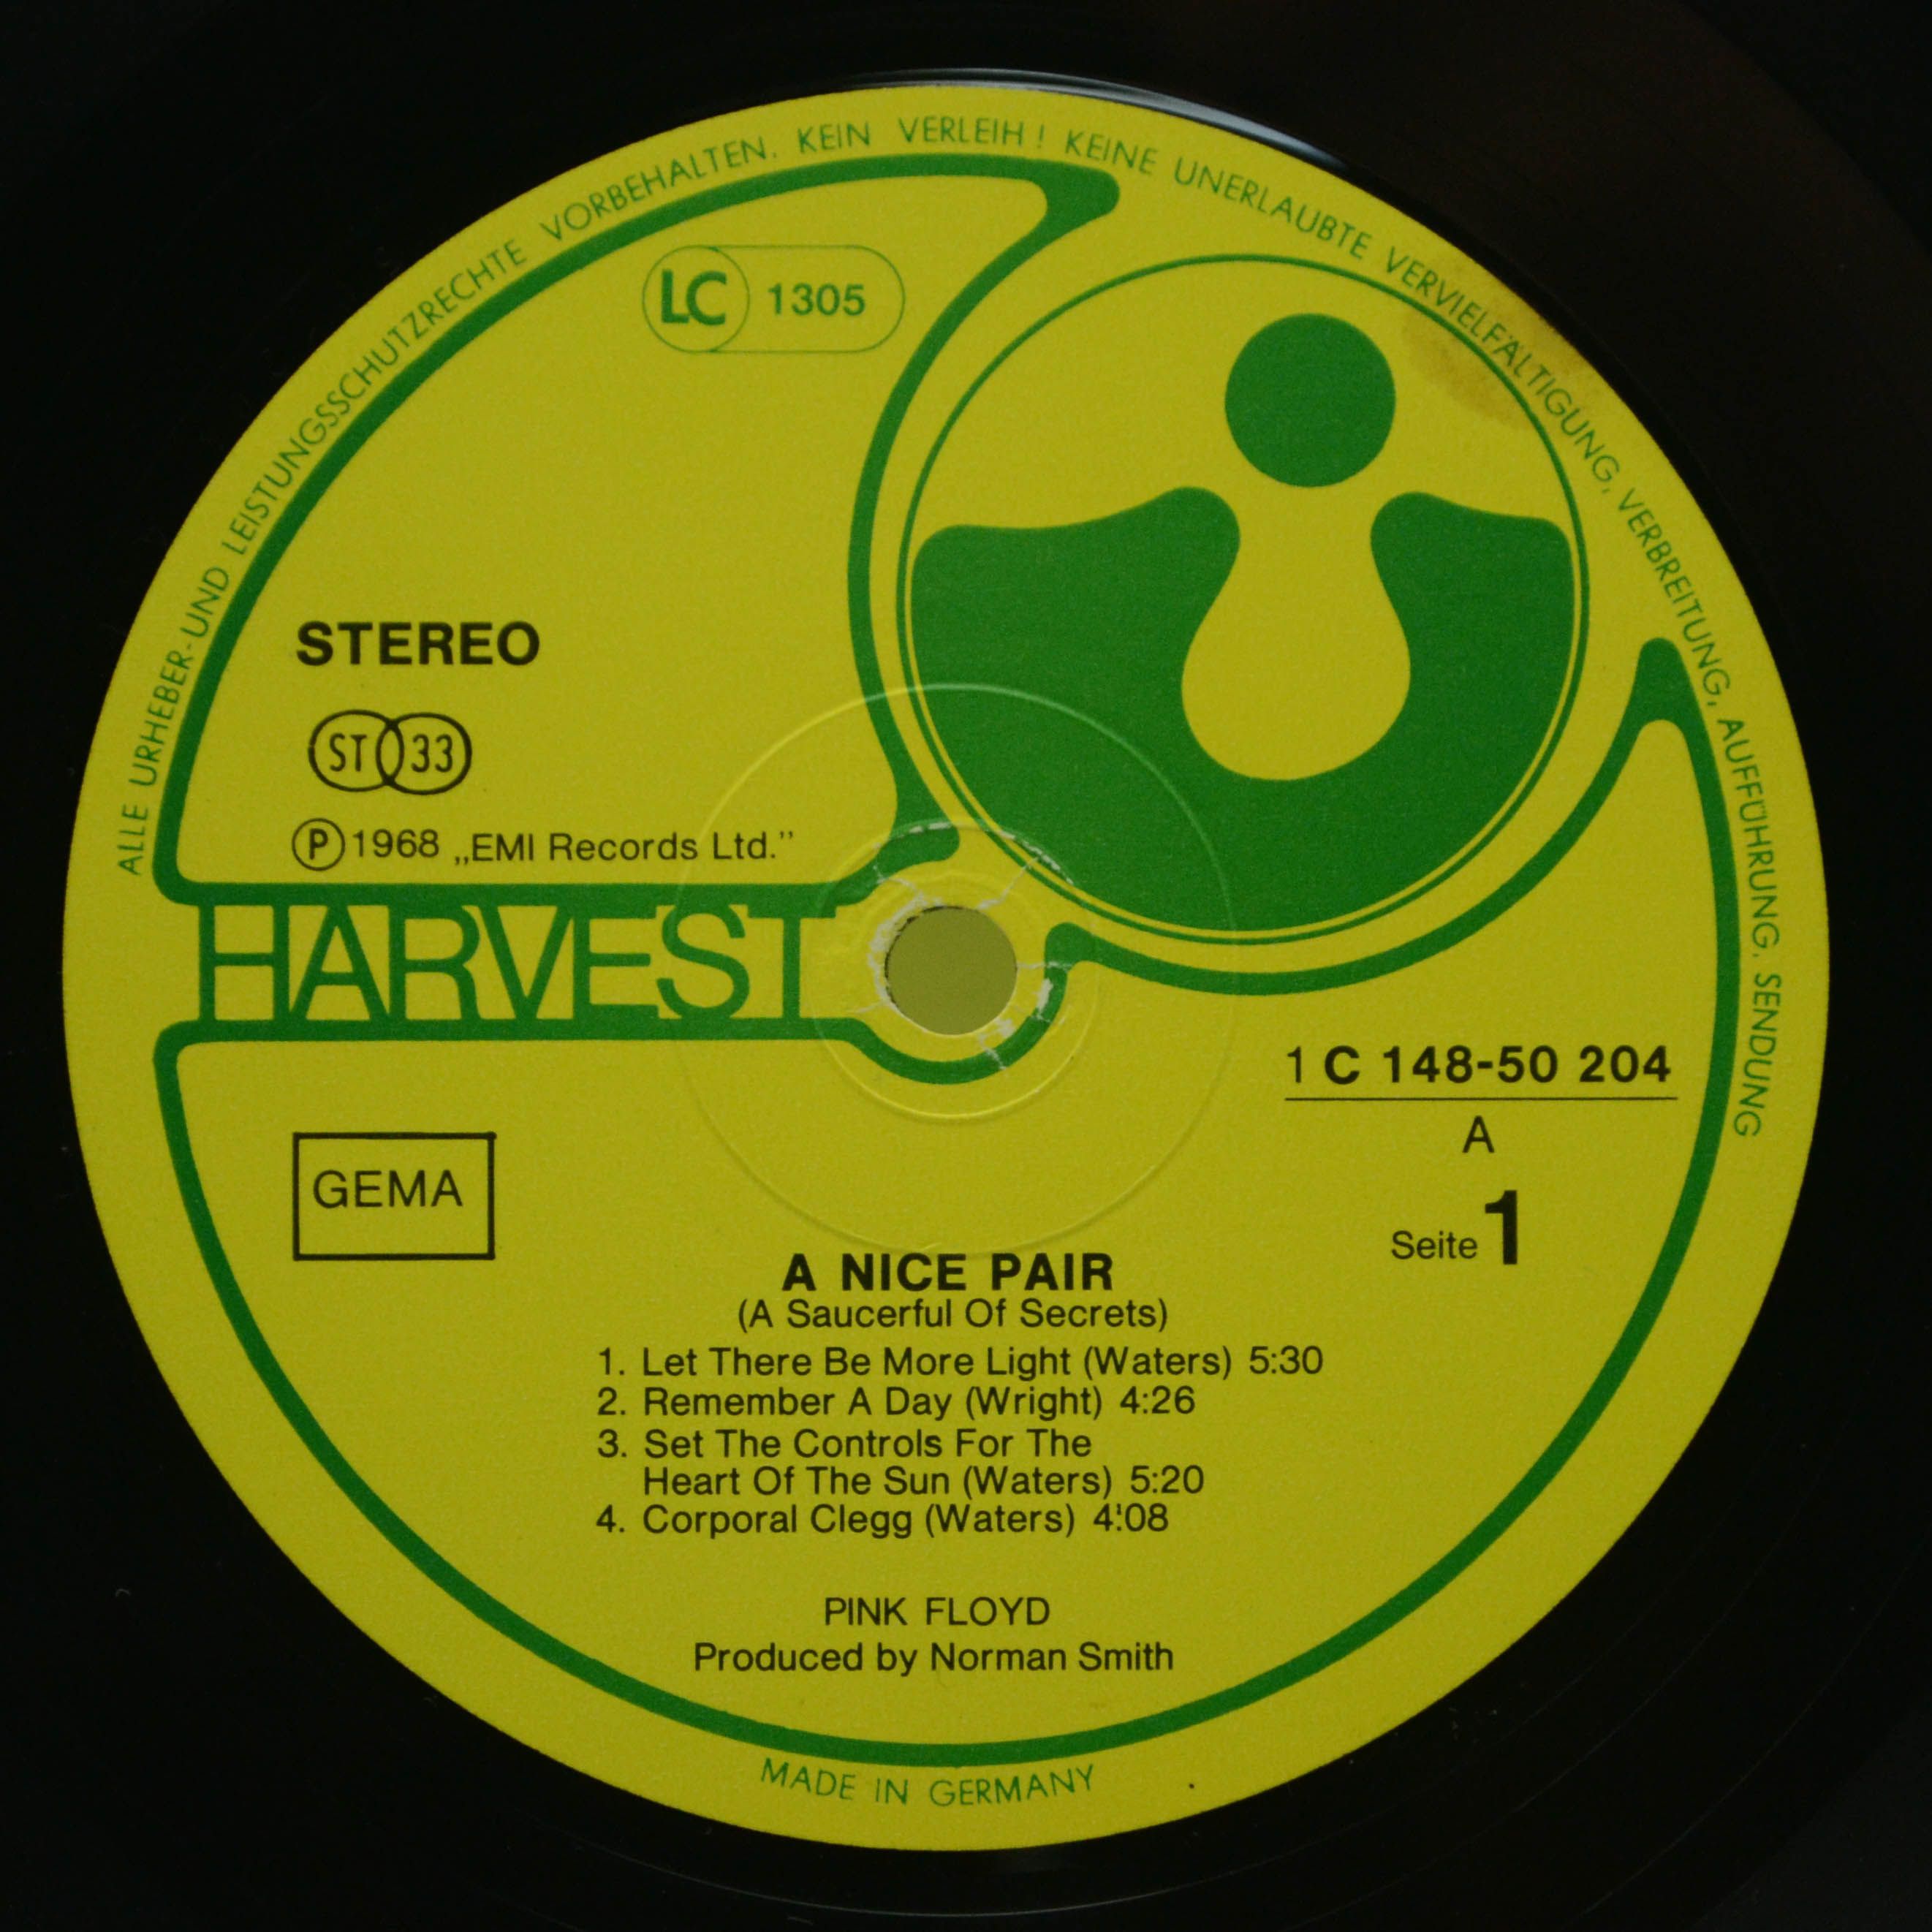 ALLE URHEBER-UND LEISTUNGSSCHUTZRECHTE VORBEHALTEN. KEIN VERLEIH! KEINE UNERLAUBTE VERVIELFÄLTIGUNG, VERBREITUNG, AUFFÜHRUNG, SENDUNG
LC 1305
STEREO
ST 33
Ⓟ 1968 „EMI Records Ltd.”
HARVEST
1 C 148-50 204
A
Seite 1
GEMA
A NICE PAIR
(A Saucerful Of Secrets)
1. Let There Be More Light (Waters) 5:30
2. Remember A Day (Wright) 4:26
3. Set The Controls For The
Heart Of The Sun (Waters) 5:20
4. Corporal Clegg (Waters) 4:08
PINK FLOYD
Produced by Norman Smith
MADE IN GERMANY